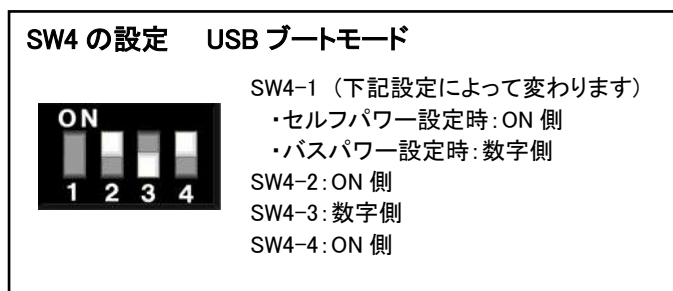 SW4 の設定　USB ブートモード
SW4-1 (下記設定によって変わります)
・セルフパワー設定時:ON 側
・バスパワー設定時:数字側
SW4-2:ON 側
SW4-3:数字側
SW4-4:ON 側
ON
1 2 3 4